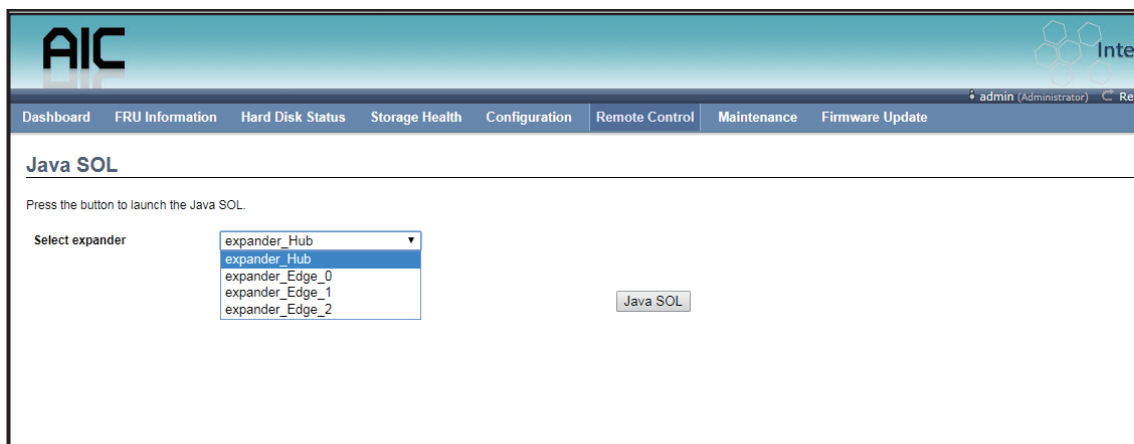 AIC
Inte
admin (Administrator) Re
Dashboard FRU Information Hard Disk Status Storage Health Configuration Remote Control Maintenance Firmware Update
Java SOL
Press the button to launch the Java SOL.
Select expander expander_Hub
expander_Hub
expander_Edge_0
expander_Edge_1
expander_Edge_2
Java SOL